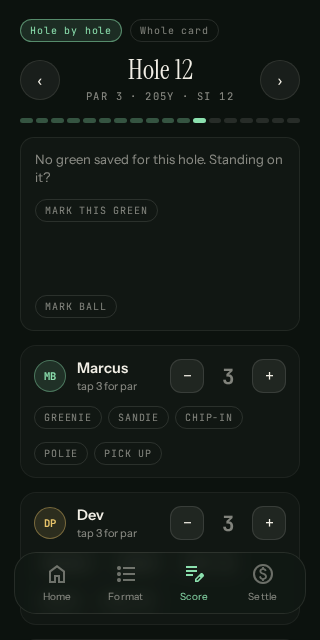 Hole by hole
Whole card
‹
Hole 12
›
PAR 3 · 205Y · SI 12
No green saved for this hole. Standing on
it?
MARK THIS GREEN
MARK BALL
MB
Marcus
tap 3 for par
−
3
+
GREENIE
SANDIE
CHIP-IN
POLIE
PICK UP
DP
Dev
tap 3 for par
−
3
+
Home
Format
Score
Settle